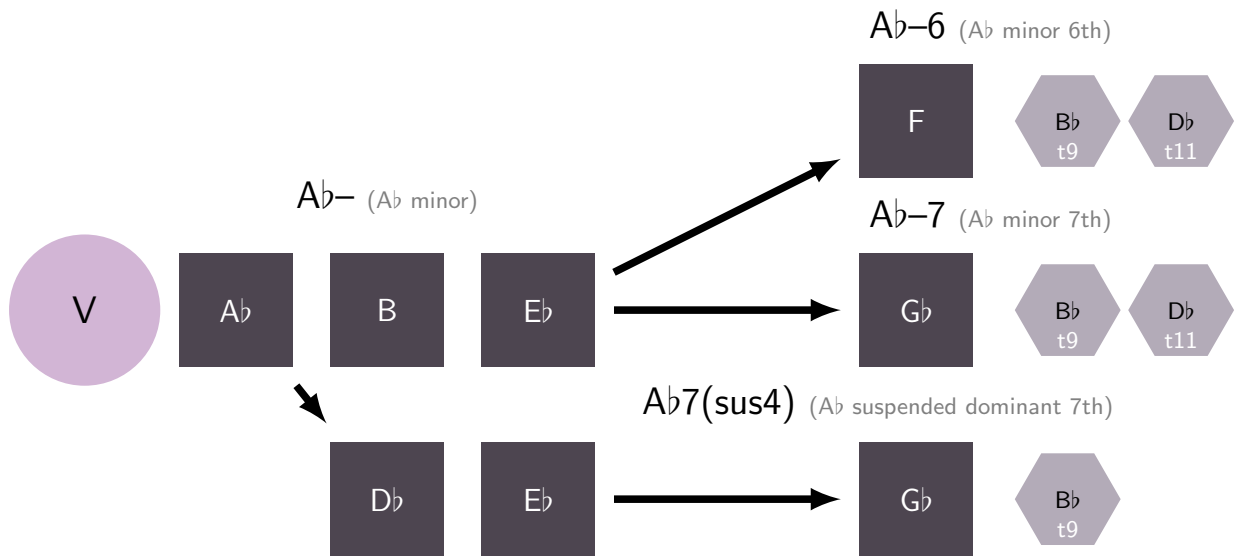 A♭–6 (A♭ minor 6th)
F B♭ D♭
t9 t11
A♭– (A♭ minor)
A♭–7 (A♭ minor 7th)
V A♭ B E♭ G♭ B♭ D♭
t9 t11
A♭7(sus4) (A♭ suspended dominant 7th)
D♭ E♭ G♭ B♭
t9